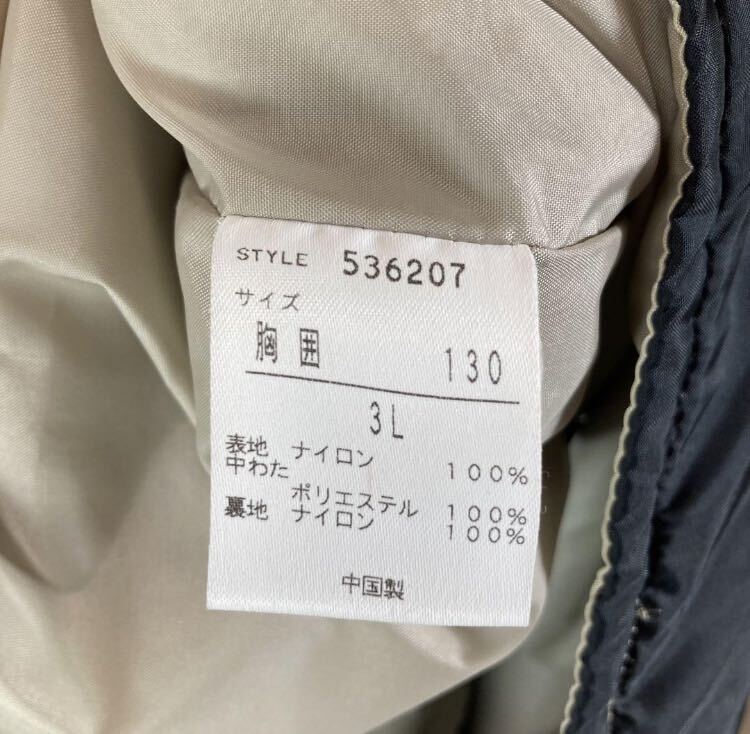 STYLE 536207
サイズ
胸囲 130
3L
表地 ナイロン 100%
中わた
ポリエステル 100%
裏地 ナイロン 100%
中国製